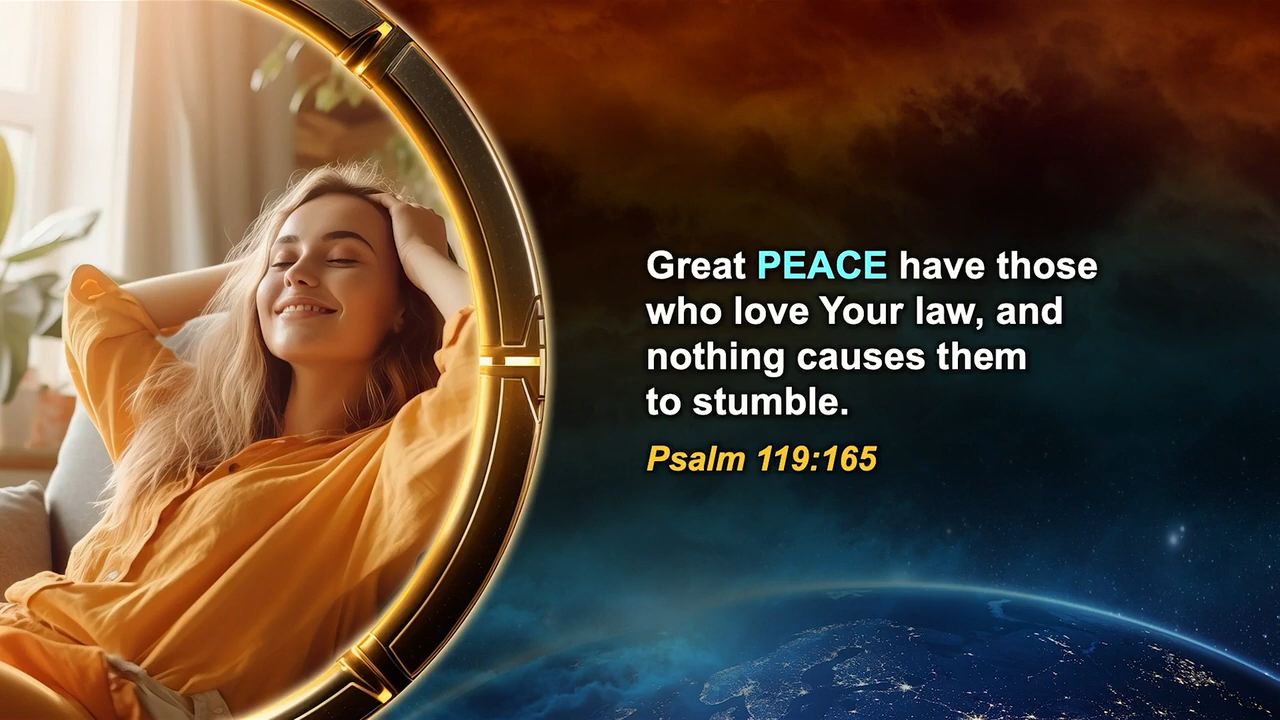 Great PEACE have those
who love Your law, and
nothing causes them
to stumble.
Psalm 119:165